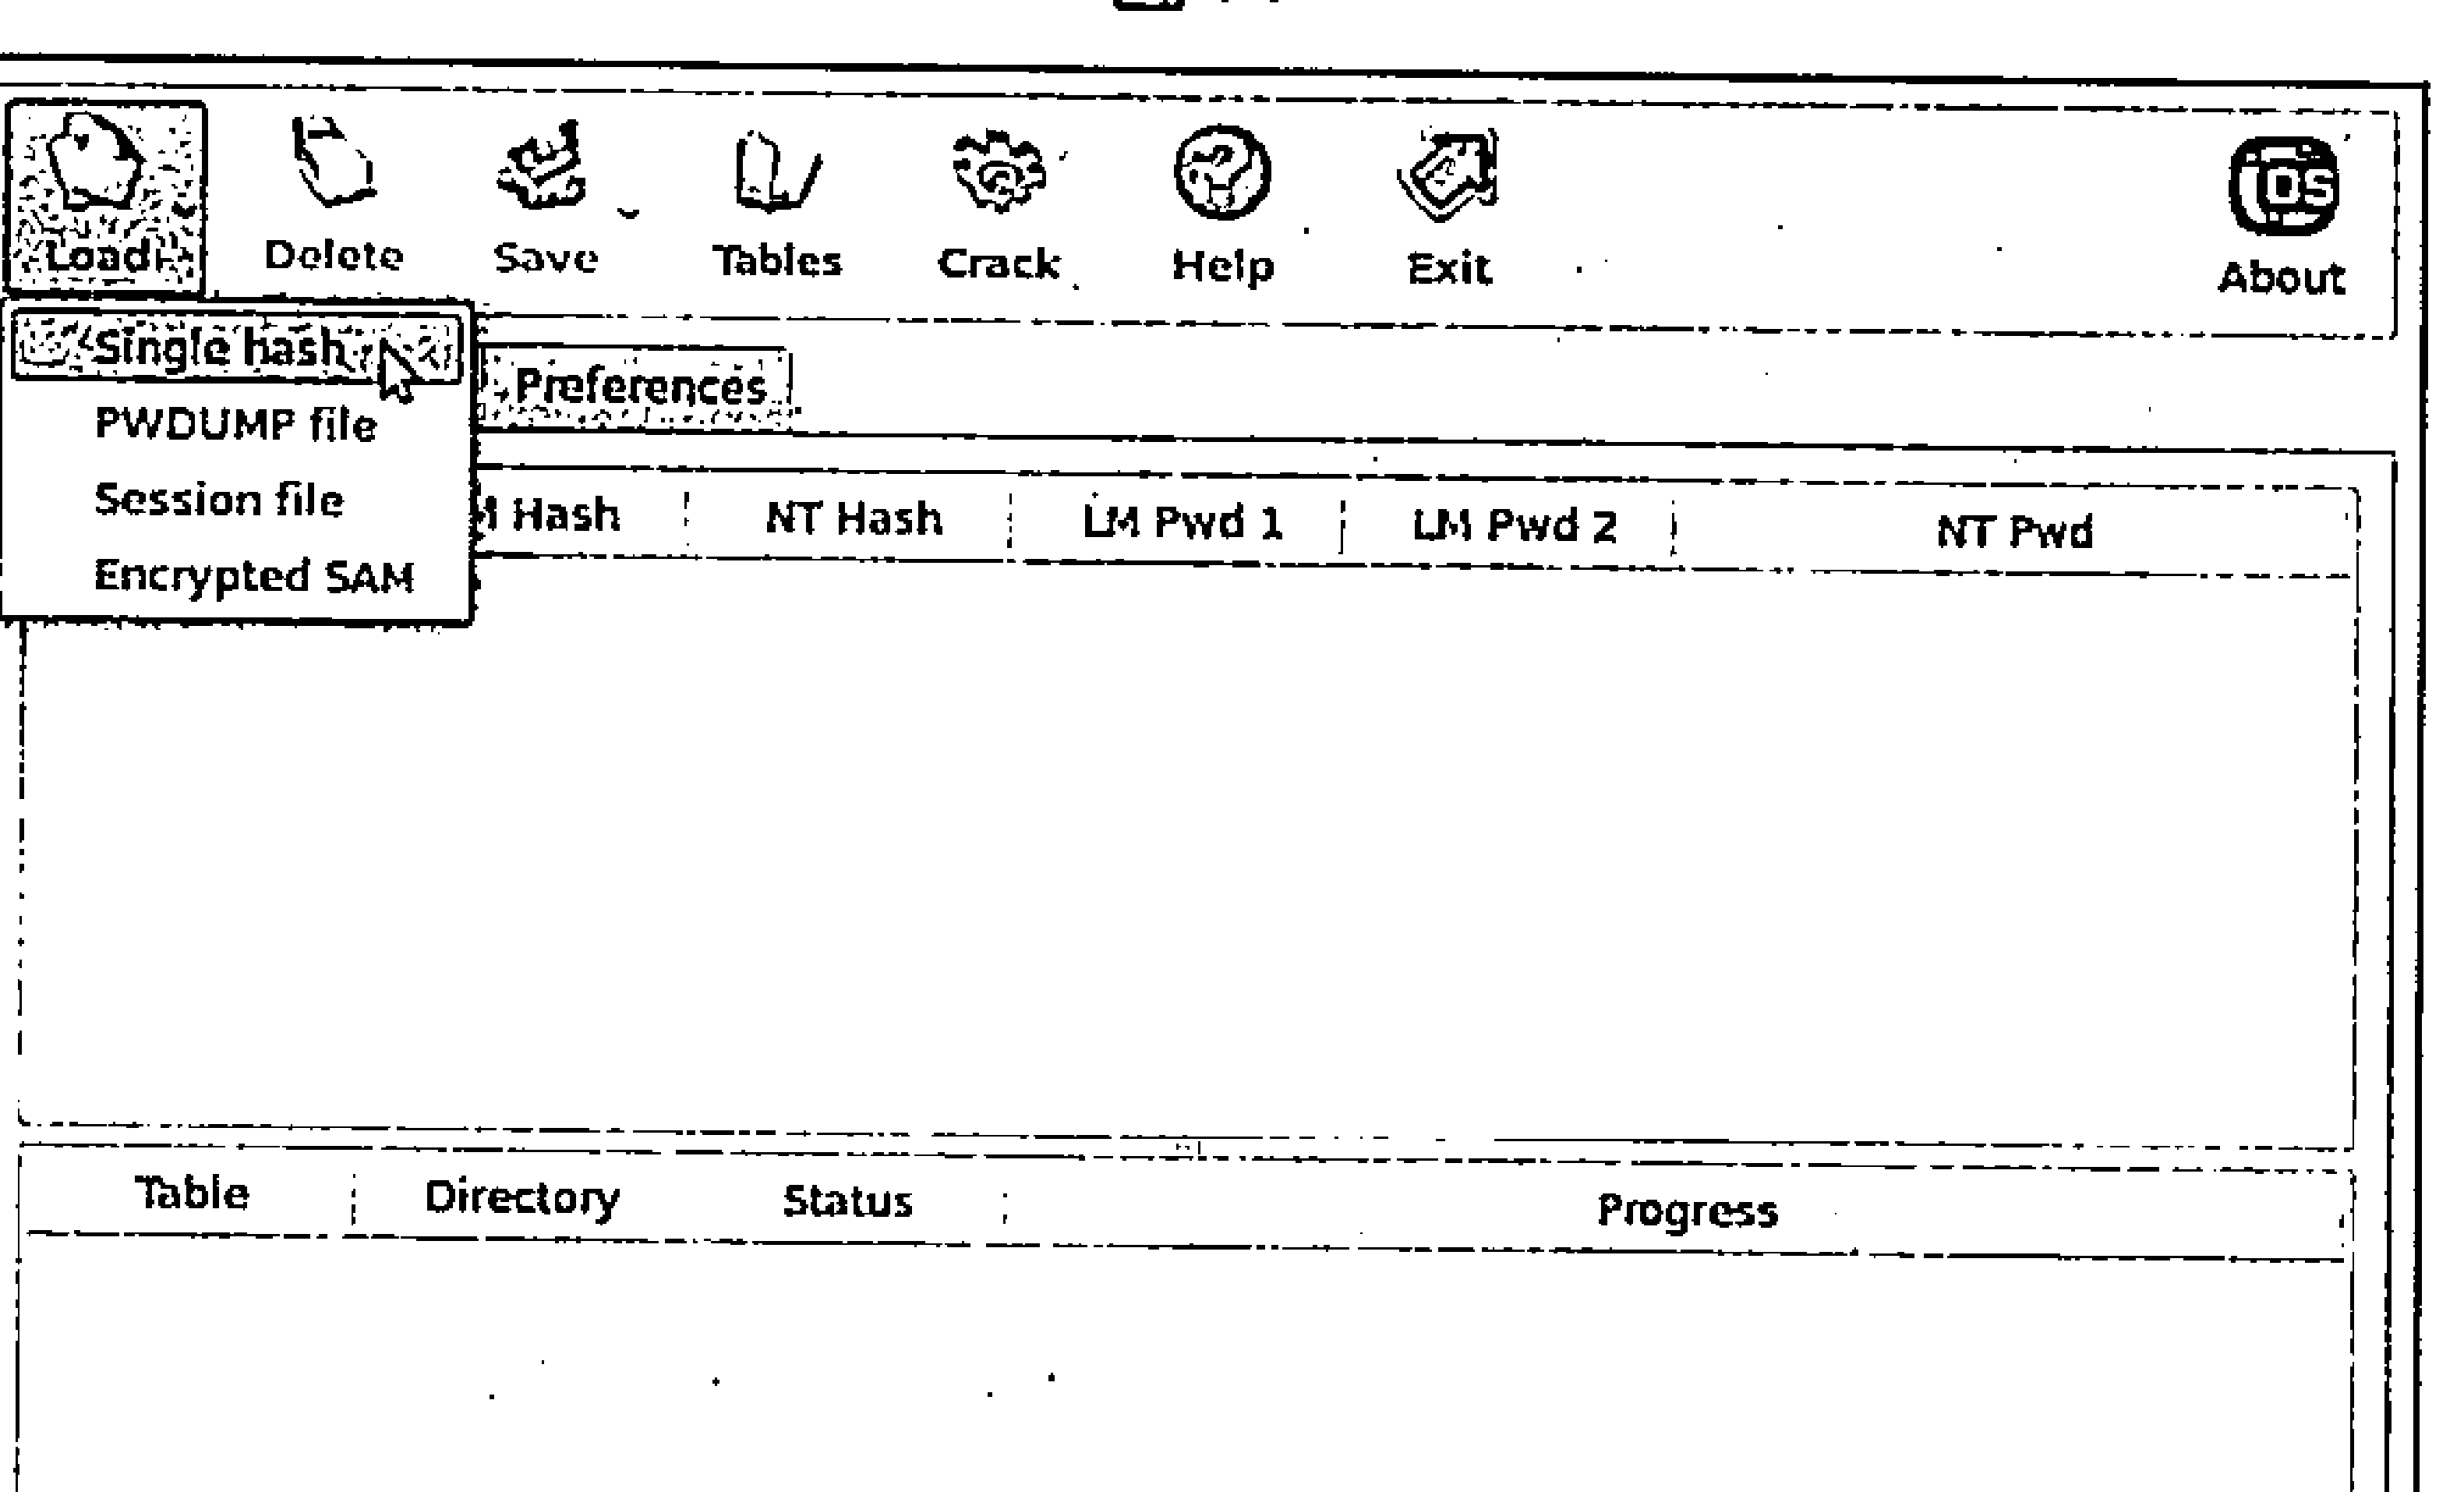 Load Delete Save Tables Crack Help Exit OS About
Single hash
Preferences
PWDUMP file
Session file
Encrypted SAM
Hash NT Hash LM Pwd 1 LM Pwd 2 NT Pwd
Table Directory Status Progress